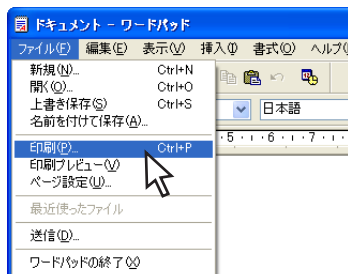 ドキュメント - ワードパッド
ファイル(F) 編集(E) 表示(V) 挿入(I) 書式(O) ヘルプ(
新規(N)... Ctrl+N
開く(O)... Ctrl+O
上書き保存(S) Ctrl+S
名前を付けて保存(A)...
日本語
印刷(P)... Ctrl+P
· 5 · ı · 6 · ı · 7 · ı ·
印刷プレビュー(V)
ページ設定(U)...
最近使ったファイル
送信(D)...
ワードパッドの終了(X)